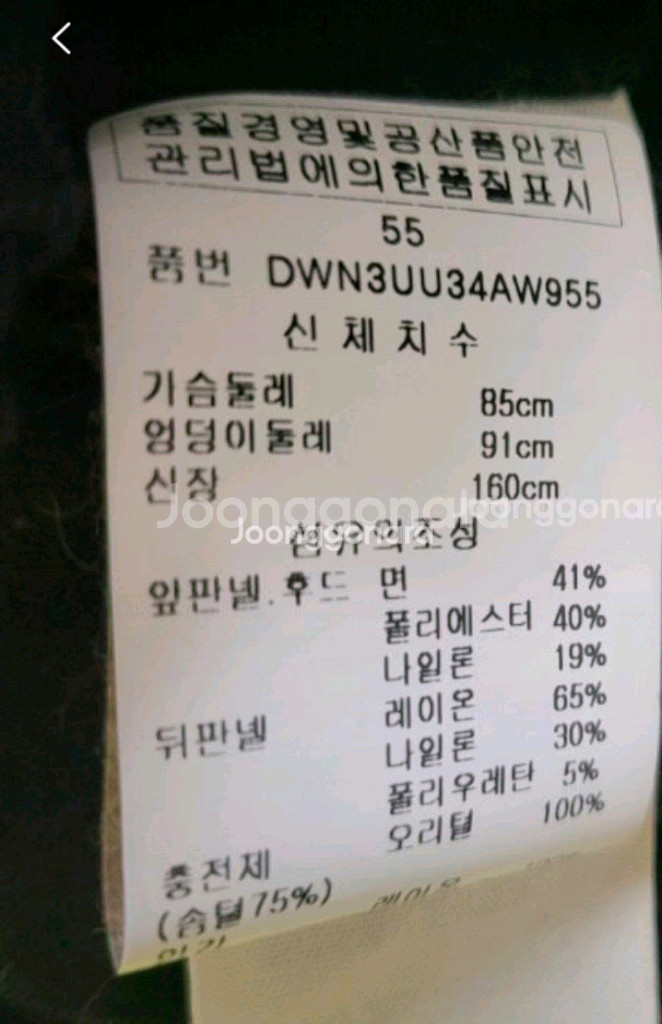 품질경영및공산품안전
관리법에의한품질표시
55
품번 DWN3UU34AW955
신체치수
가슴둘레 85cm
엉덩이둘레 91cm
신장 160cm
Joonggonara Joonggonara
Joonggonara
섬유의조성
앞판넬.후드 면 41%
폴리에스터 40%
나일론 19%
뒤판넬 레이온 65%
나일론 30%
폴리우레탄 5%
충전제 오리털 100%
(솜털75%)